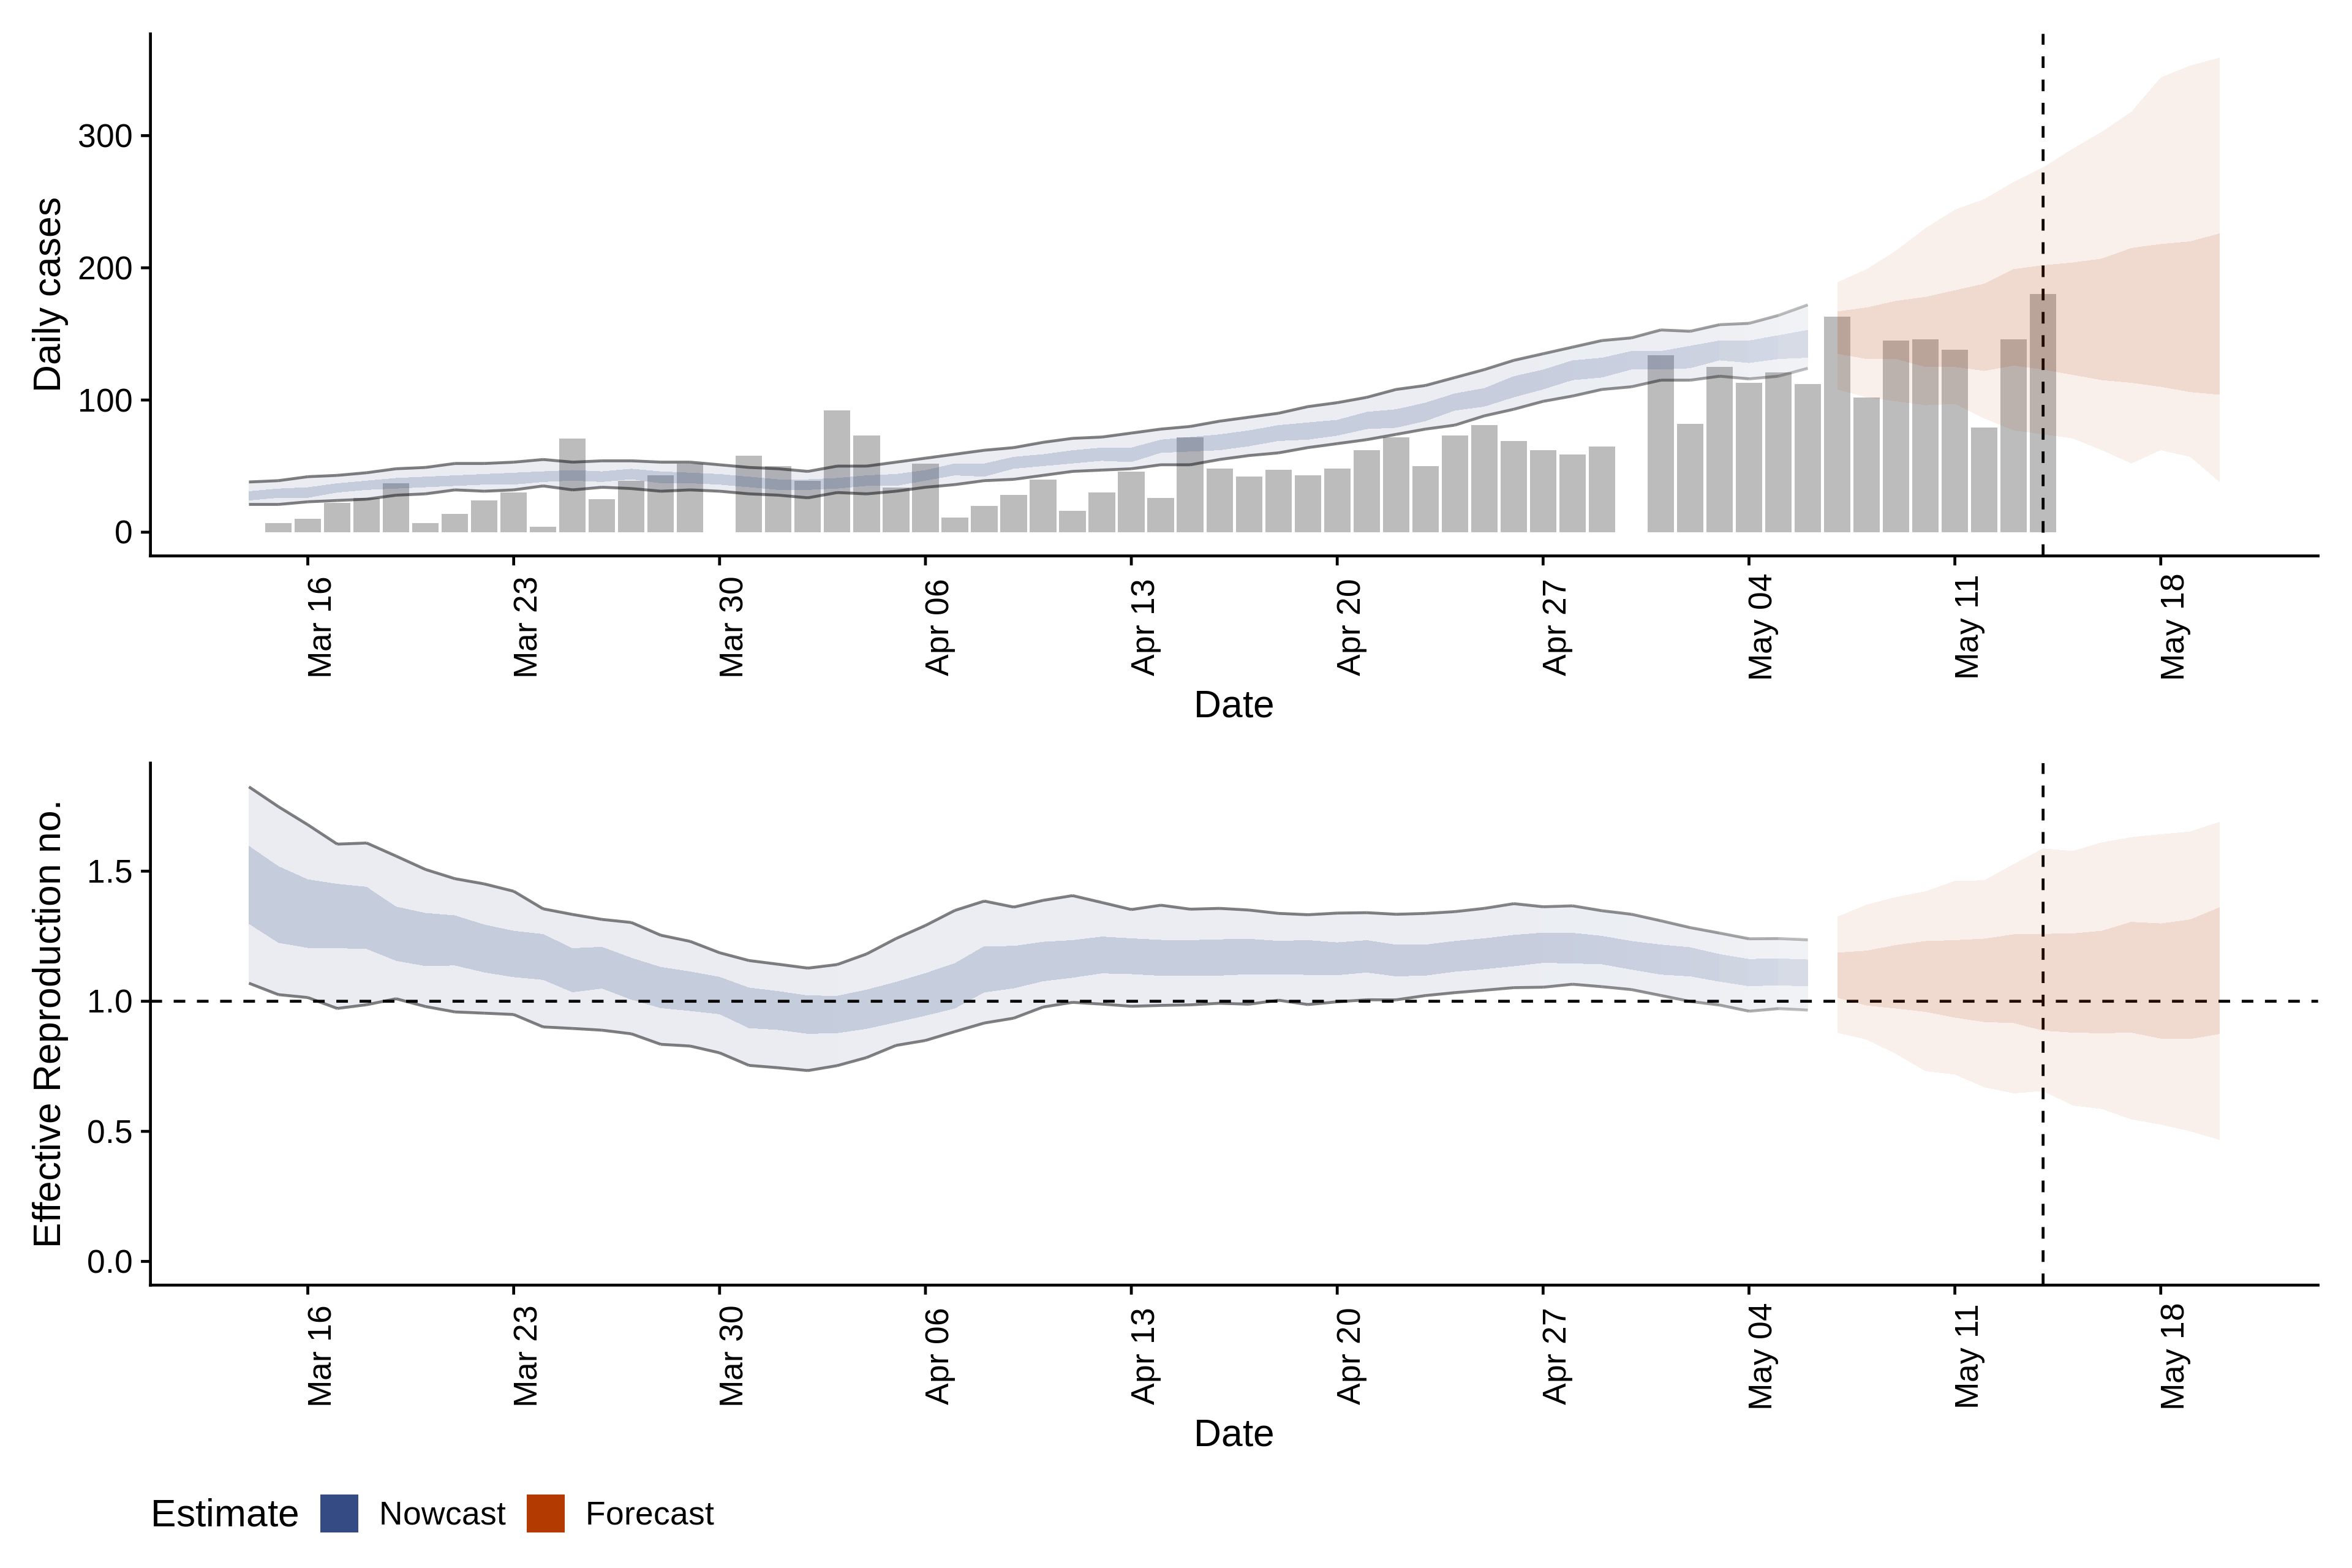 Daily cases
300
200
100
0
Mar 16
Mar 23
Mar 30
Apr 06
Apr 13
Apr 20
Apr 27
May 04
May 11
May 18
Date
Effective Reproduction no.
1.5
1.0
0.5
0.0
Mar 16
Mar 23
Mar 30
Apr 06
Apr 13
Apr 20
Apr 27
May 04
May 11
May 18
Date
Estimate Nowcast Forecast